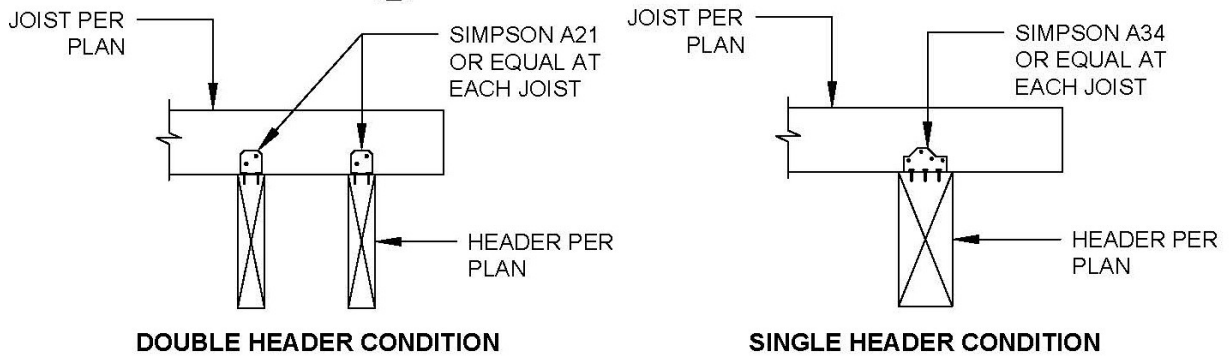 JOIST PER
PLAN
SIMPSON A21
OR EQUAL AT
EACH JOIST
HEADER PER
PLAN
DOUBLE HEADER CONDITION
JOIST PER
PLAN
SIMPSON A34
OR EQUAL AT
EACH JOIST
HEADER PER
PLAN
SINGLE HEADER CONDITION